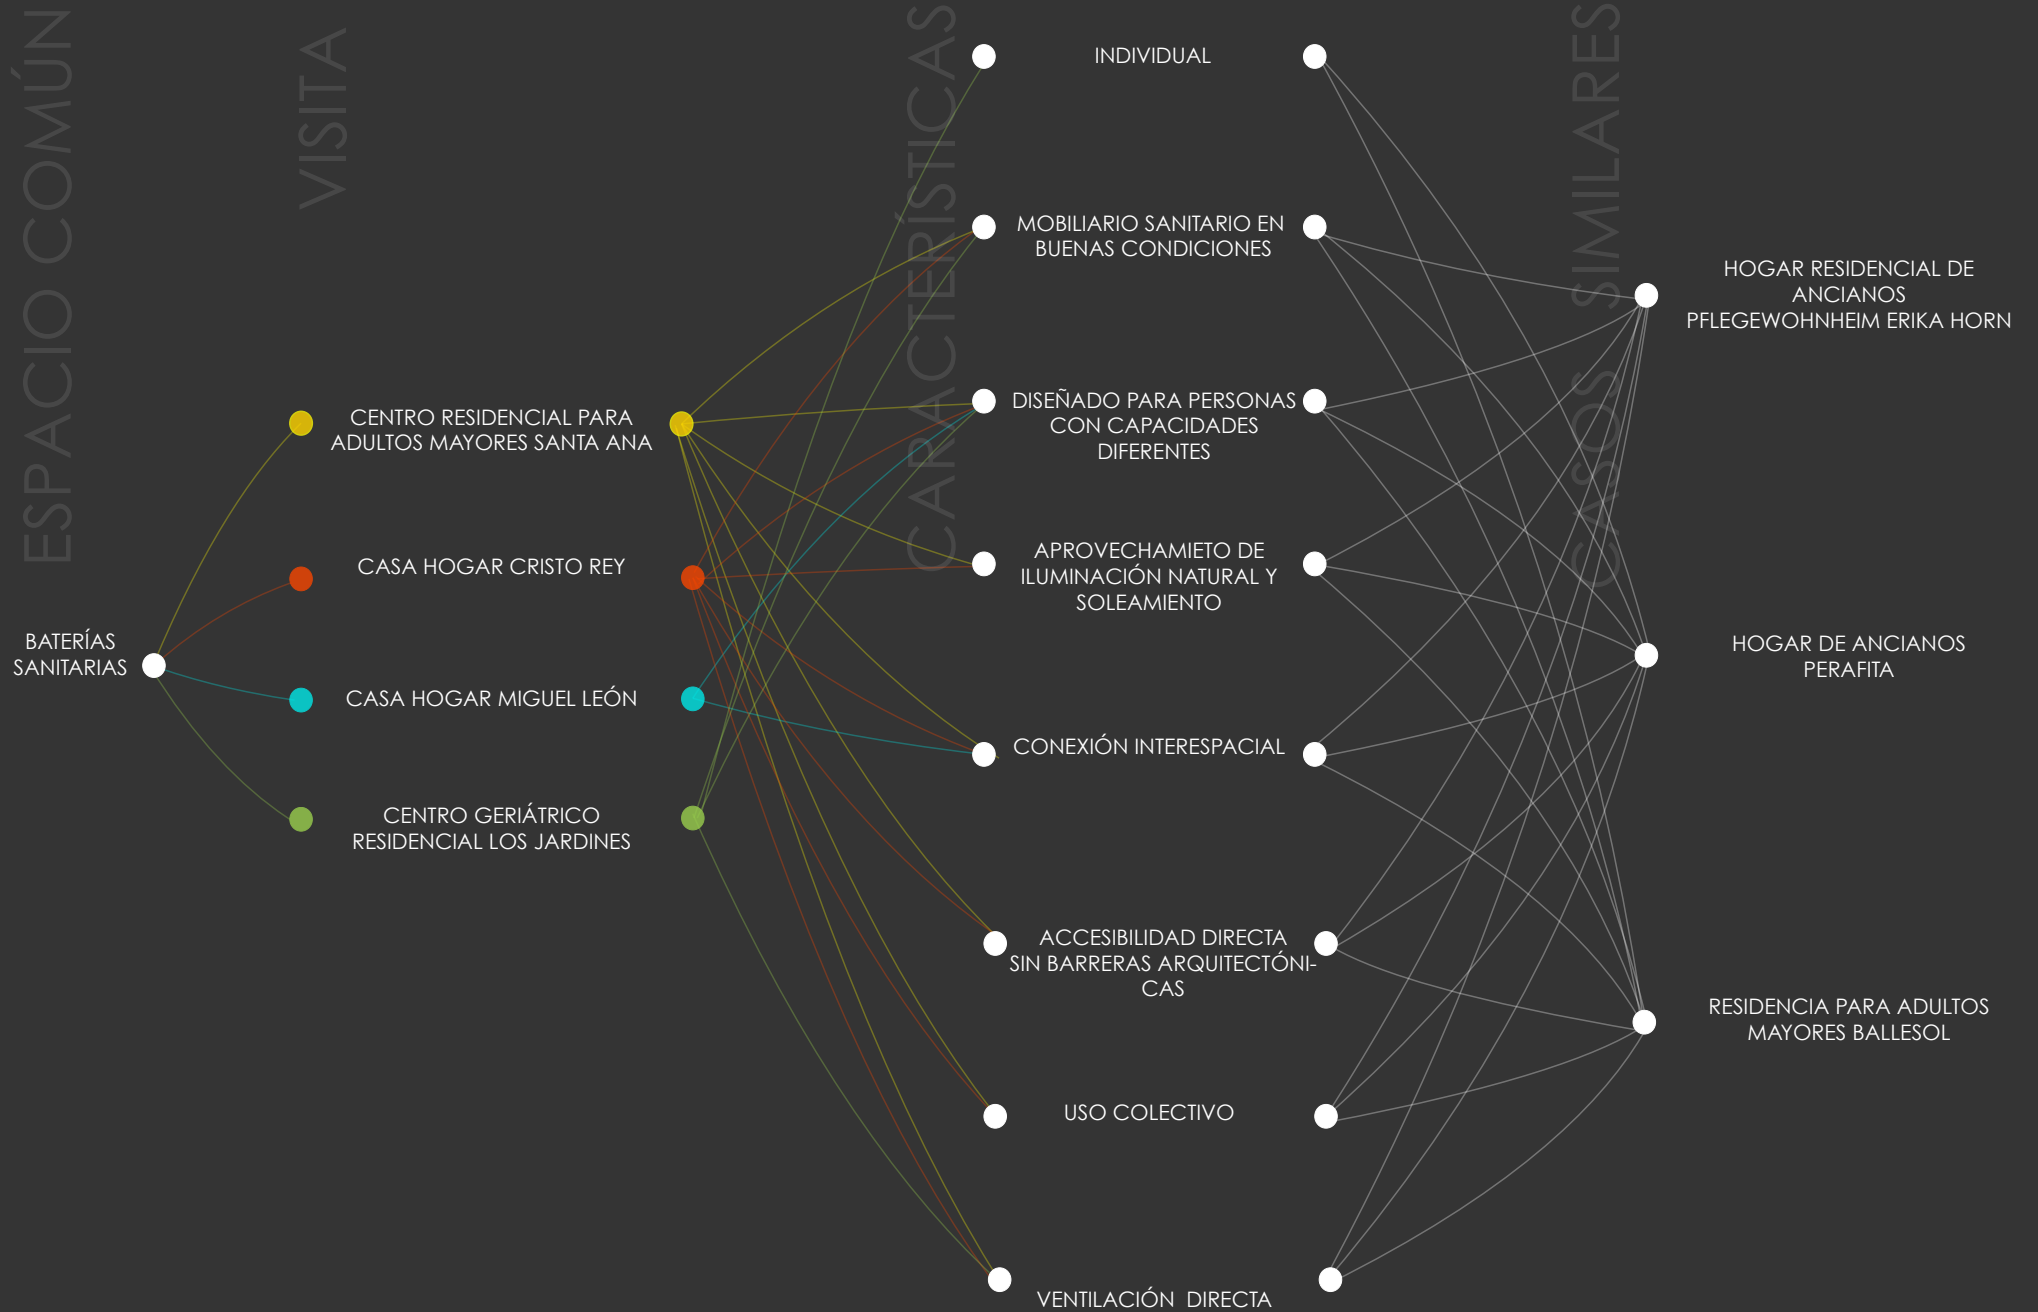 ESPACIO COMÚN
VISITA
CARACTERÍSTICAS
CASOS SIMILARES
BATERÍAS
SANITARIAS
CENTRO RESIDENCIAL PARA
ADULTOS MAYORES SANTA ANA
CASA HOGAR CRISTO REY
CASA HOGAR MIGUEL LEÓN
CENTRO GERIÁTRICO
RESIDENCIAL LOS JARDINES
INDIVIDUAL
MOBILIARIO SANITARIO EN
BUENAS CONDICIONES
DISEÑADO PARA PERSONAS
CON CAPACIDADES
DIFERENTES
APROVECHAMIETO DE
ILUMINACIÓN NATURAL Y
SOLEAMIENTO
CONEXIÓN INTERESPACIAL
ACCESIBILIDAD DIRECTA
SIN BARRERAS ARQUITECTÓNI-
CAS
USO COLECTIVO
VENTILACIÓN  DIRECTA
HOGAR RESIDENCIAL DE
ANCIANOS
PFLEGEWOHNHEIM ERIKA HORN
HOGAR DE ANCIANOS
PERAFITA
RESIDENCIA PARA ADULTOS
MAYORES BALLESOL